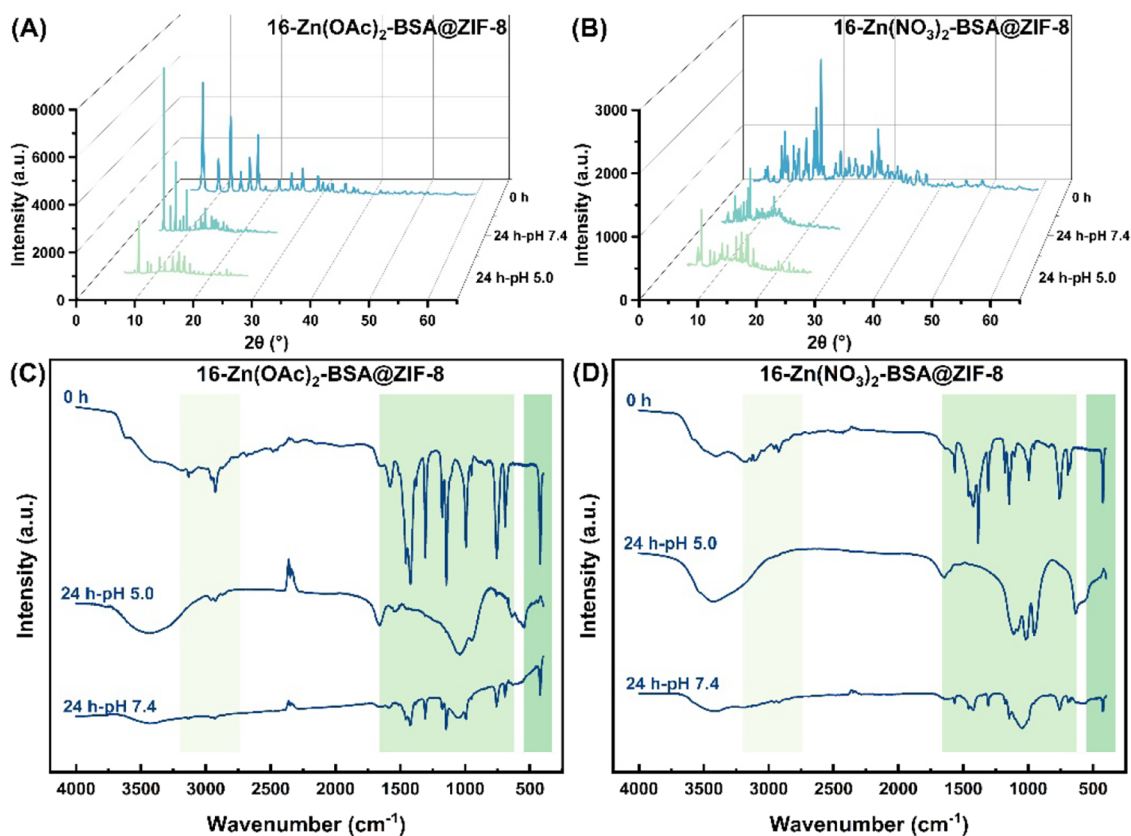 (A)
16-Zn(OAc)₂-BSA@ZIF-8
Intensity (a.u.)
8000
6000
4000
2000
0
0 10 20 30 40 50 60
2θ (°)
0 h
24 h-pH 7.4
24 h-pH 5.0
(B)
16-Zn(NO₃)₂-BSA@ZIF-8
Intensity (a.u.)
3000
2000
1000
0
0 10 20 30 40 50 60
2θ (°)
0 h
24 h-pH 7.4
24 h-pH 5.0
(C)
16-Zn(OAc)₂-BSA@ZIF-8
0 h
24 h-pH 5.0
24 h-pH 7.4
Intensity (a.u.)
4000 3500 3000 2500 2000 1500 1000 500
Wavenumber (cm⁻¹)
(D)
16-Zn(NO₃)₂-BSA@ZIF-8
0 h
24 h-pH 5.0
24 h-pH 7.4
Intensity (a.u.)
4000 3500 3000 2500 2000 1500 1000 500
Wavenumber (cm⁻¹)